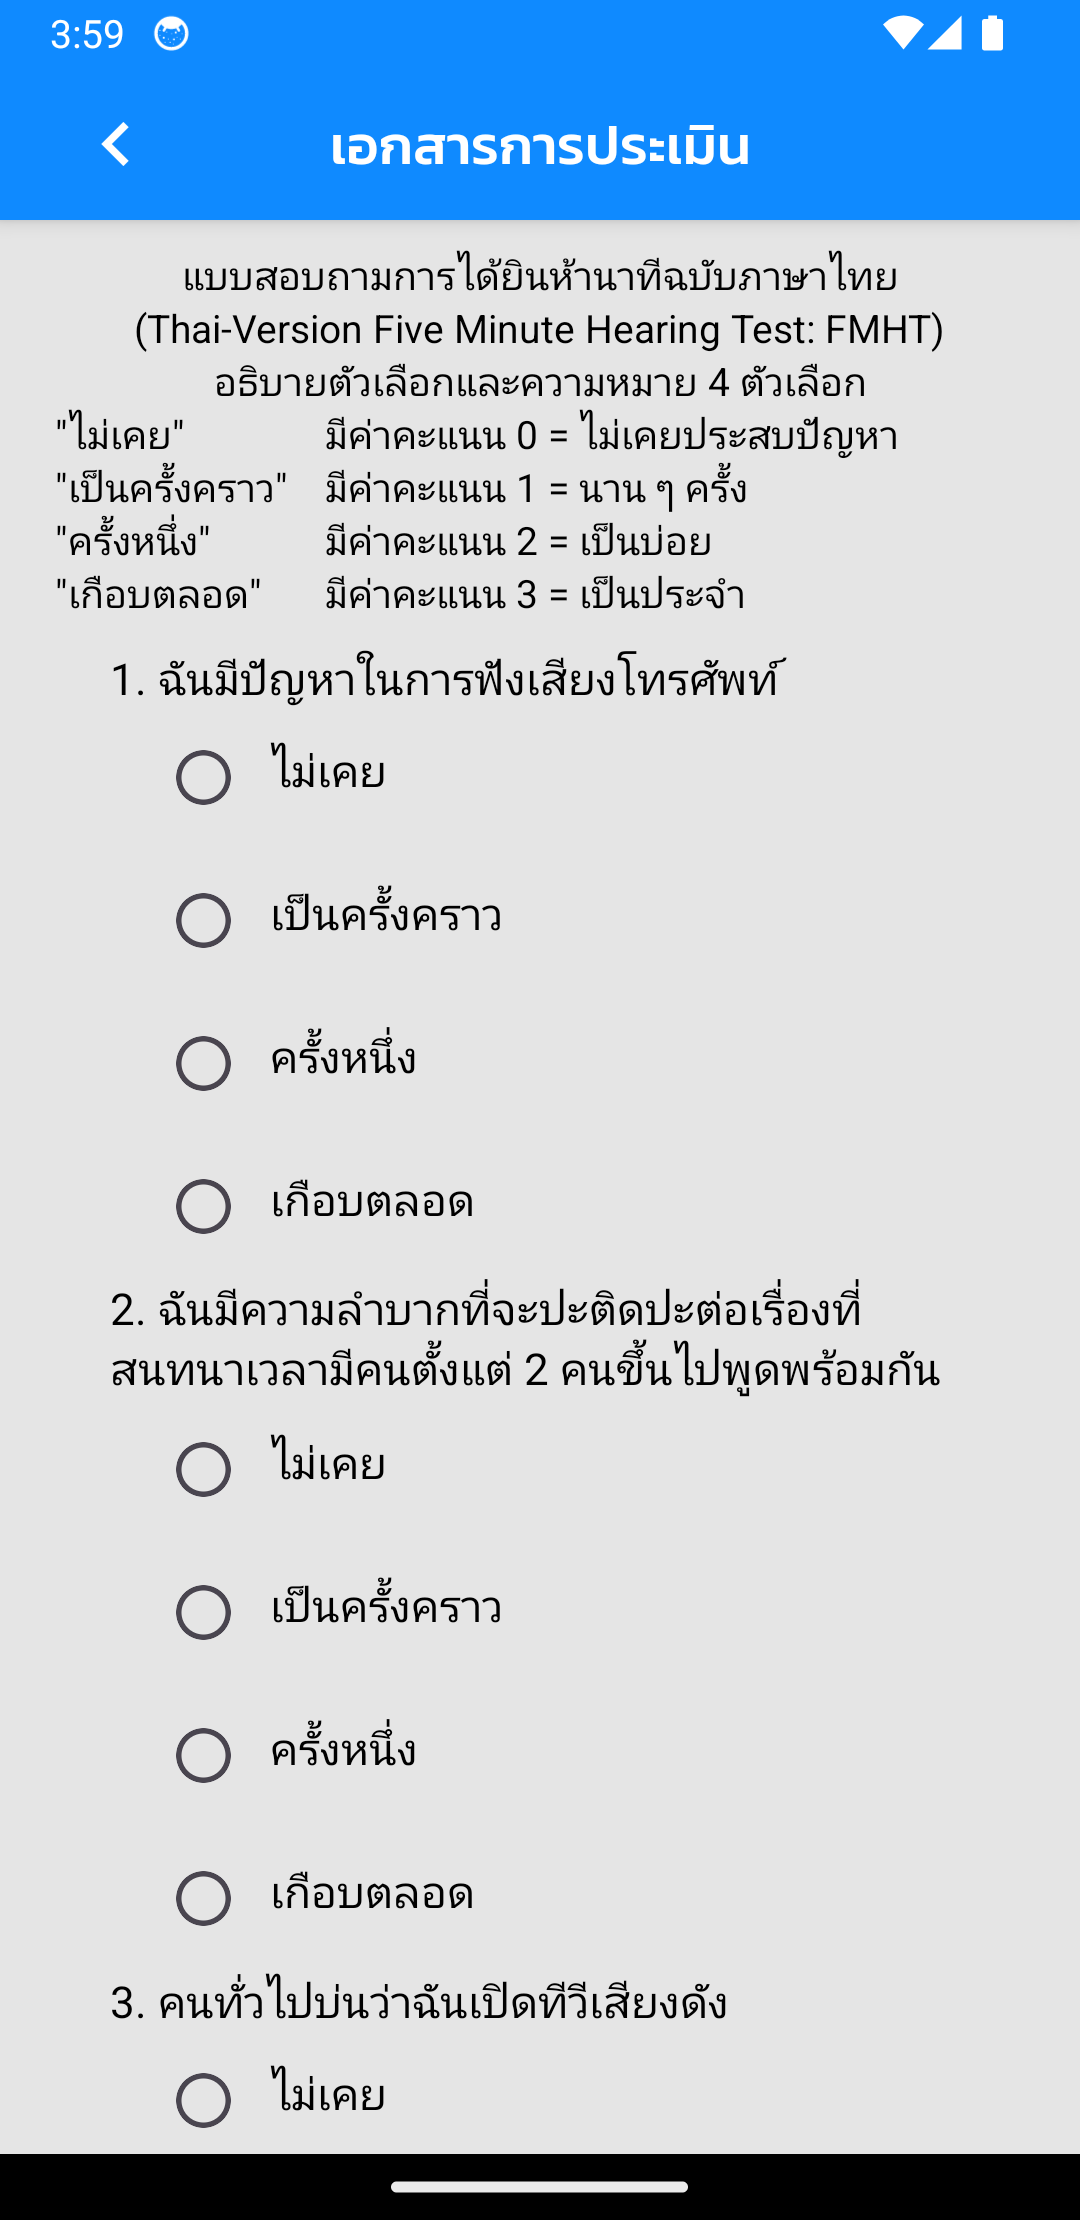 3:59
เอกสารการประเมิน
แบบสอบถามการได้ยินห้านาทีฉบับภาษาไทย
(Thai-Version Five Minute Hearing Test: FMHT)
อธิบายตัวเลือกและความหมาย 4 ตัวเลือก
"ไม่เคย" มีค่าคะแนน 0 = ไม่เคยประสบปัญหา
"เป็นครั้งคราว" มีค่าคะแนน 1 = นาน ๆ ครั้ง
"ครั้งหนึ่ง" มีค่าคะแนน 2 = เป็นบ่อย
"เกือบตลอด" มีค่าคะแนน 3 = เป็นประจำ
1. ฉันมีปัญหาในการฟังเสียงโทรศัพท์
ไม่เคย
เป็นครั้งคราว
ครั้งหนึ่ง
เกือบตลอด
2. ฉันมีความลำบากที่จะปะติดปะต่อเรื่องที่
สนทนาเวลามีคนตั้งแต่ 2 คนขึ้นไปพูดพร้อมกัน
ไม่เคย
เป็นครั้งคราว
ครั้งหนึ่ง
เกือบตลอด
3. คนทั่วไปบ่นว่าฉันเปิดทีวีเสียงดัง
ไม่เคย